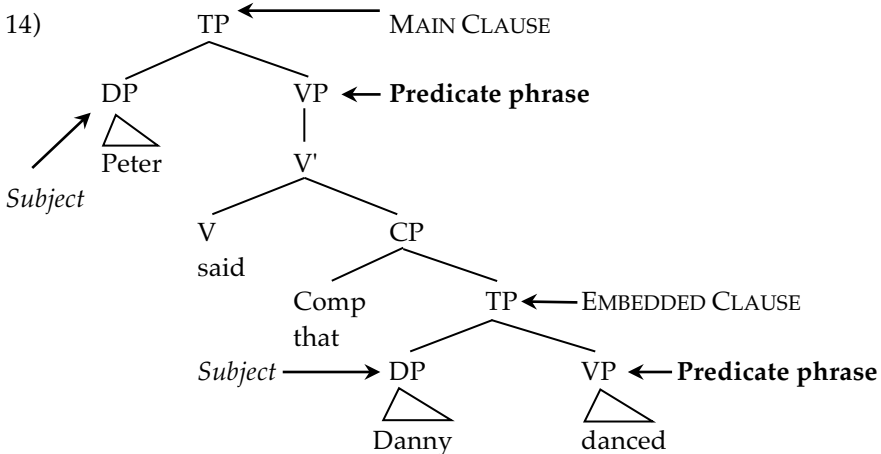 14) TP MAIN CLAUSE
DP VP Predicate phrase
Peter V'
Subject
V CP
said
Comp TP EMBEDDED CLAUSE
that
Subject DP VP Predicate phrase
Danny danced